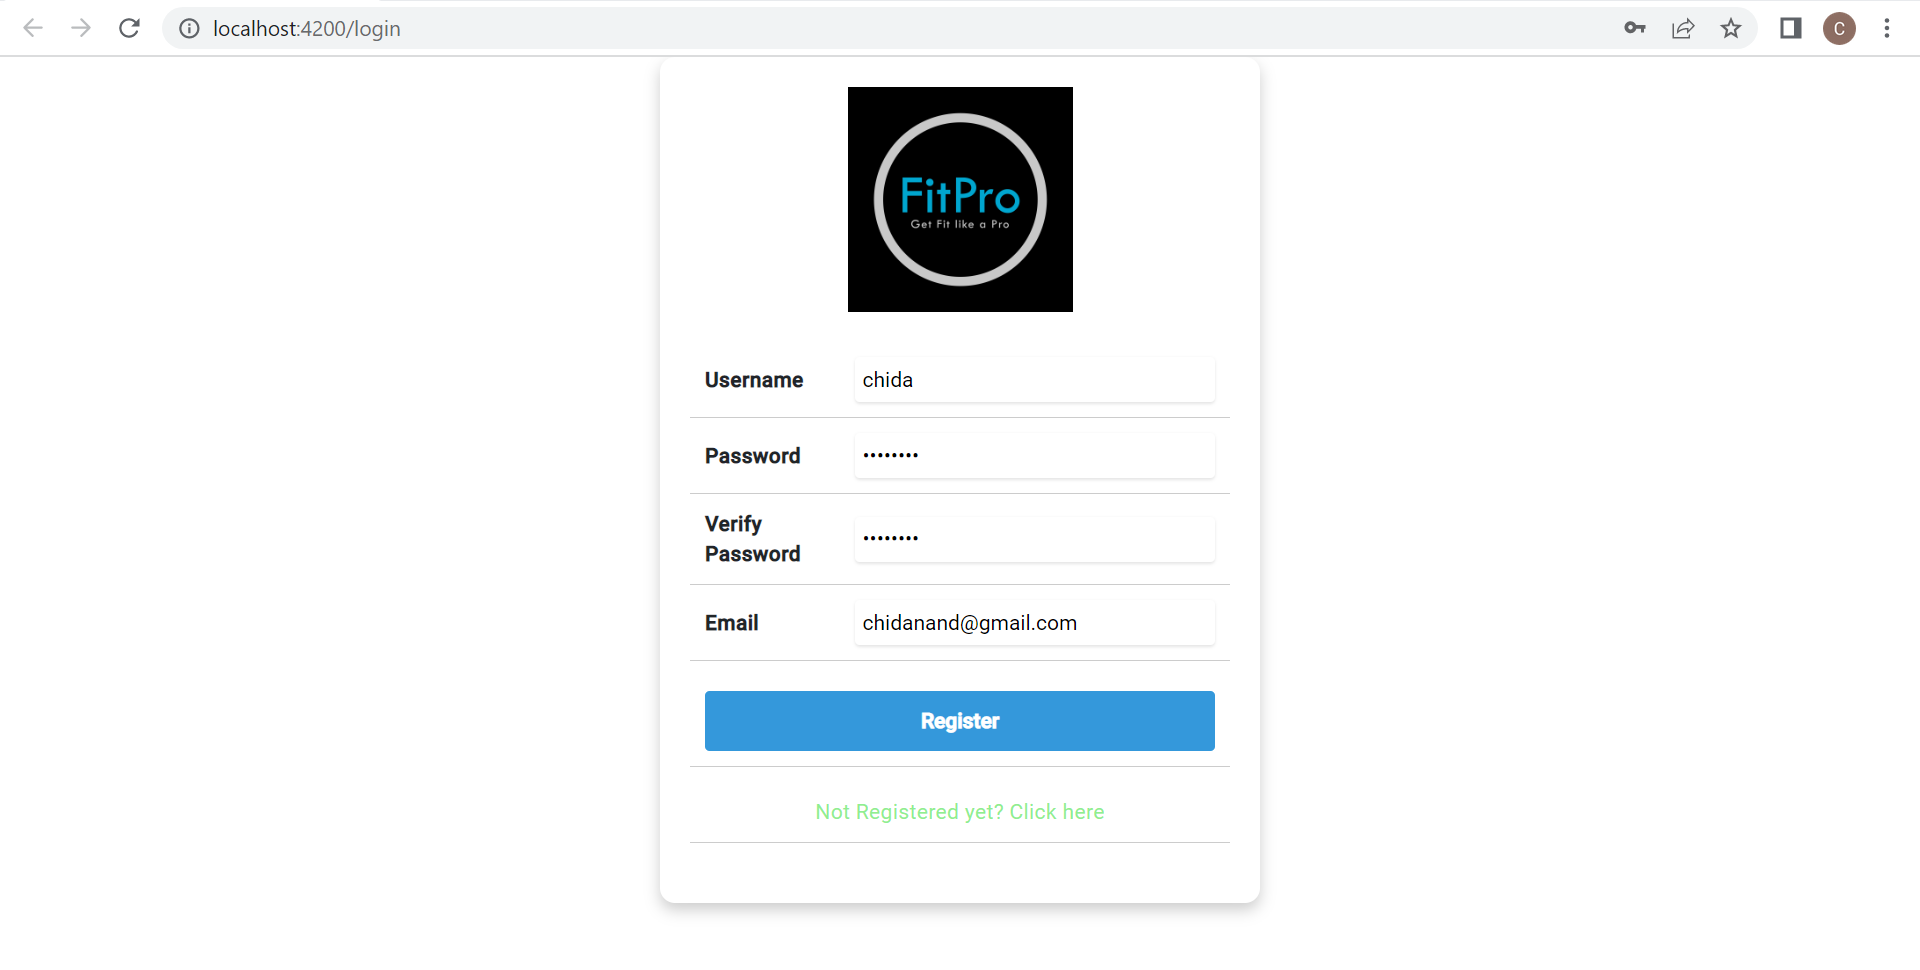 localhost:4200/login
C
FitPro
Get Fit like a Pro
Username
chida
Password
••••••••
Verify
Password
••••••••
Email
chidanand@gmail.com
Register
Not Registered yet? Click here